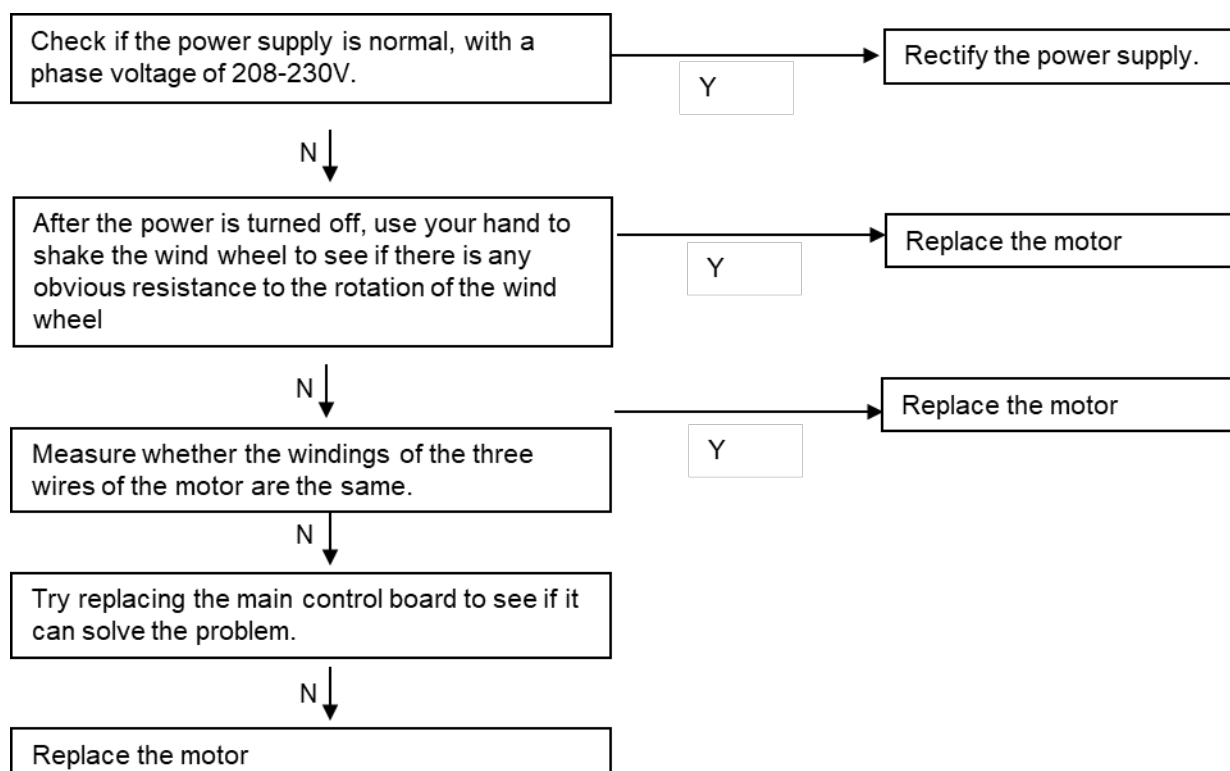 Check if the power supply is normal, with a
phase voltage of 208-230V.
Y
Rectify the power supply.
N
After the power is turned off, use your hand to
shake the wind wheel to see if there is any
obvious resistance to the rotation of the wind
wheel
Y
Replace the motor
N
Y
Replace the motor
Measure whether the windings of the three
wires of the motor are the same.
N
Try replacing the main control board to see if it
can solve the problem.
N
Replace the motor